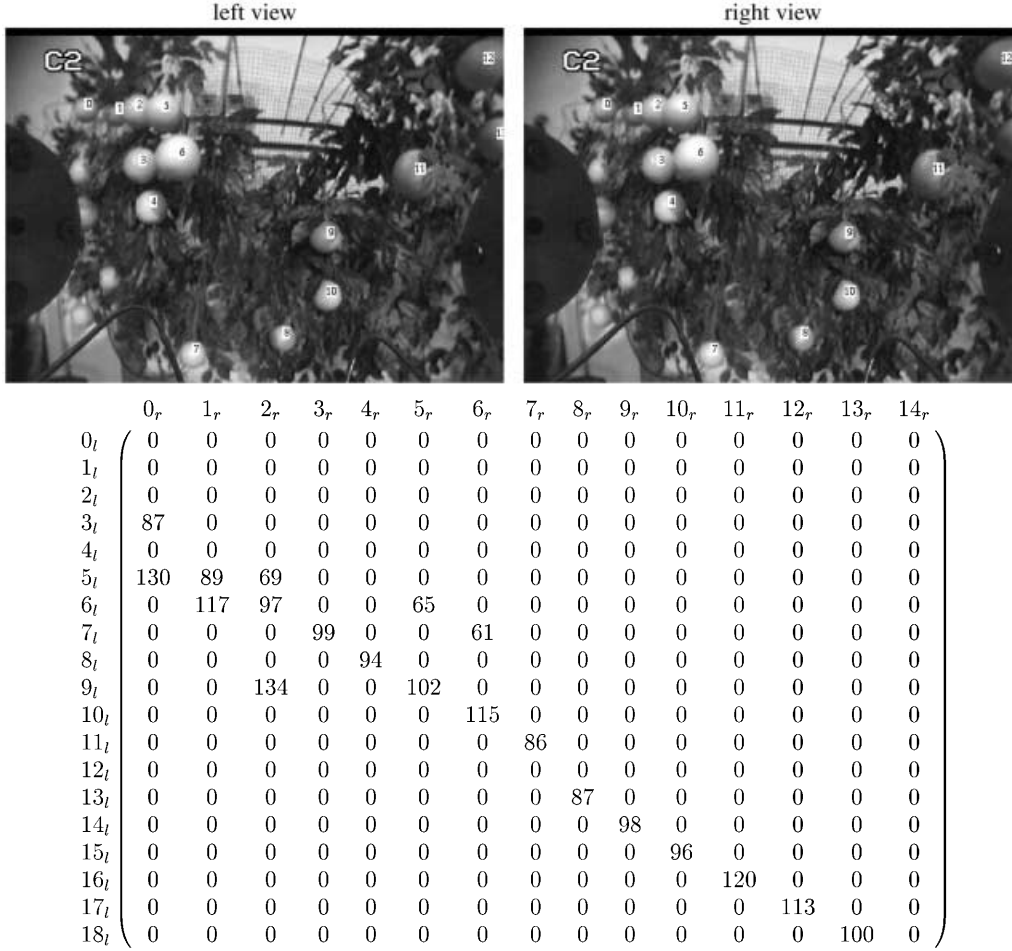 left view right view
C2 C2
12 12
0 1 2 5 0 1 2 5
3 6 3 6
11 11
4 4
9 9
10 10
8 8
7 7
0r 1r 2r 3r 4r 5r 6r 7r 8r 9r 10r 11r 12r 13r 14r
0l 0 0 0 0 0 0 0 0 0 0 0 0 0 0 0
1l 0 0 0 0 0 0 0 0 0 0 0 0 0 0 0
2l 0 0 0 0 0 0 0 0 0 0 0 0 0 0 0
3l 87 0 0 0 0 0 0 0 0 0 0 0 0 0 0
4l 0 0 0 0 0 0 0 0 0 0 0 0 0 0 0
5l 130 89 69 0 0 0 0 0 0 0 0 0 0 0 0
6l 0 117 97 0 0 65 0 0 0 0 0 0 0 0 0
7l 0 0 0 99 0 0 61 0 0 0 0 0 0 0 0
8l 0 0 0 0 94 0 0 0 0 0 0 0 0 0 0
9l 0 0 134 0 0 102 0 0 0 0 0 0 0 0 0
10l 0 0 0 0 0 0 115 0 0 0 0 0 0 0 0
11l 0 0 0 0 0 0 0 86 0 0 0 0 0 0 0
12l 0 0 0 0 0 0 0 0 0 0 0 0 0 0 0
13l 0 0 0 0 0 0 0 0 87 0 0 0 0 0 0
14l 0 0 0 0 0 0 0 0 0 98 0 0 0 0 0
15l 0 0 0 0 0 0 0 0 0 0 96 0 0 0 0
16l 0 0 0 0 0 0 0 0 0 0 0 120 0 0 0
17l 0 0 0 0 0 0 0 0 0 0 0 0 113 0 0
18l 0 0 0 0 0 0 0 0 0 0 0 0 0 100 0